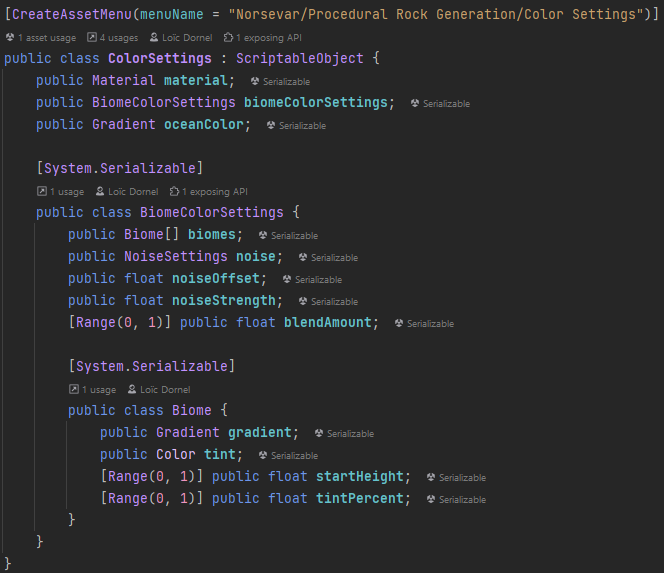 [CreateAssetMenu(menuName = "Norsevar/Procedural Rock Generation/Color Settings")]
1 asset usage 4 usages Loïc Dornel 1 exposing API
public class ColorSettings : ScriptableObject {
public Material material; Serializable
public BiomeColorSettings biomeColorSettings; Serializable
public Gradient oceanColor; Serializable
[System.Serializable]
1 usage Loïc Dornel 1 exposing API
public class BiomeColorSettings {
public Biome[] biomes; Serializable
public NoiseSettings noise; Serializable
public float noiseOffset; Serializable
public float noiseStrength; Serializable
[Range(0, 1)] public float blendAmount; Serializable
[System.Serializable]
1 usage Loïc Dornel
public class Biome {
public Gradient gradient; Serializable
public Color tint; Serializable
[Range(0, 1)] public float startHeight; Serializable
[Range(0, 1)] public float tintPercent; Serializable
}
}
}